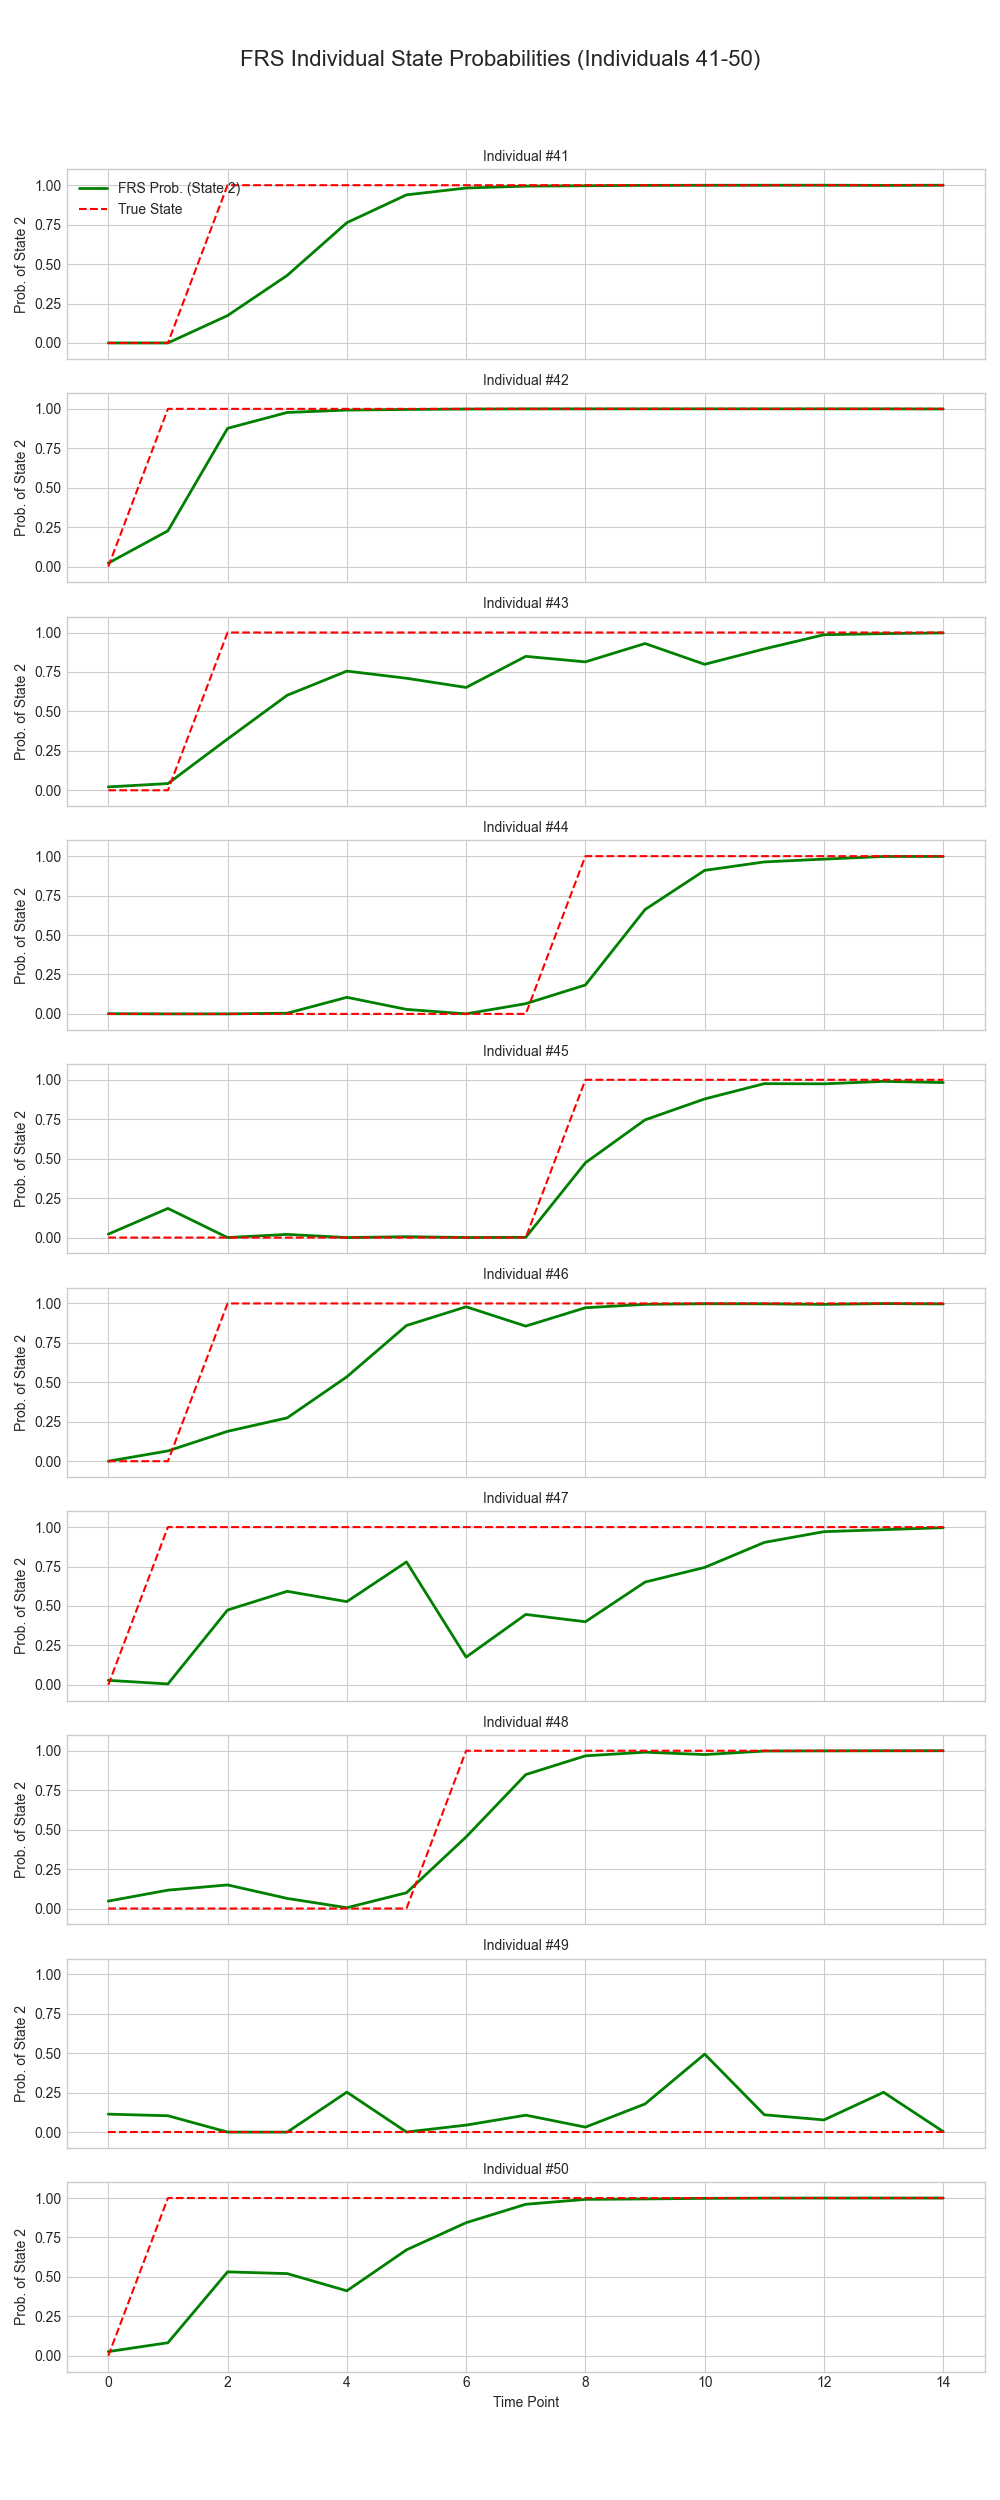 FRS Individual State Probabilities (Individuals 41-50)
Individual #41
FRS Prob. (State 2)
True State
1.00
0.75
0.50
0.25
0.00
Prob. of State 2
Individual #42
1.00
0.75
0.50
0.25
0.00
Prob. of State 2
Individual #43
1.00
0.75
0.50
0.25
0.00
Prob. of State 2
Individual #44
1.00
0.75
0.50
0.25
0.00
Prob. of State 2
Individual #45
1.00
0.75
0.50
0.25
0.00
Prob. of State 2
Individual #46
1.00
0.75
0.50
0.25
0.00
Prob. of State 2
Individual #47
1.00
0.75
0.50
0.25
0.00
Prob. of State 2
Individual #48
1.00
0.75
0.50
0.25
0.00
Prob. of State 2
Individual #49
1.00
0.75
0.50
0.25
0.00
Prob. of State 2
Individual #50
1.00
0.75
0.50
0.25
0.00
Prob. of State 2
0 2 4 6 8 10 12 14
Time Point